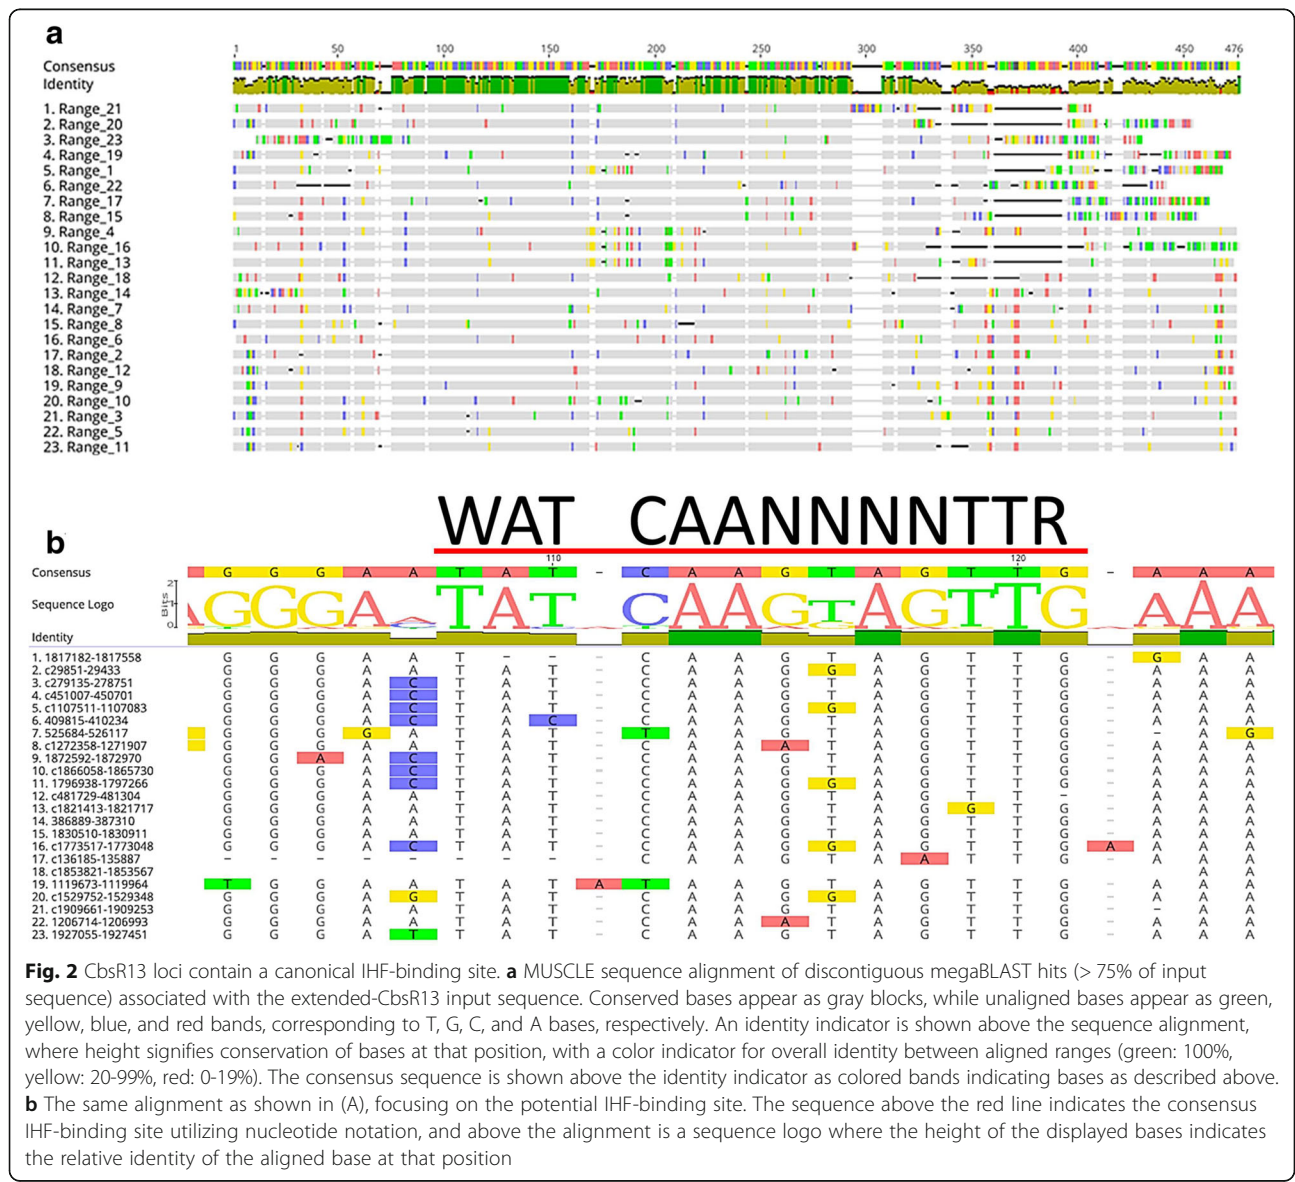 a
1 50 100 150 200 250 300 350 400 450 476
Consensus
Identity
1. Range_21
2. Range_20
3. Range_23
4. Range_19
5. Range_1
6. Range_22
7. Range_17
8. Range_15
9. Range_4
10. Range_16
11. Range_13
12. Range_18
13. Range_14
14. Range_7
15. Range_8
16. Range_6
17. Range_2
18. Range_12
19. Range_9
20. Range_10
21. Range_3
22. Range_5
23. Range_11
WAT CAANNNNTTR
b
110 120
Consensus G G G A A T A T - C A A G T A G T T G - A A A
Sequence Logo Bits 2 1 0 A G G G A T A T C A A G T A G T T G A A A
Identity
1. 1817182-1817558 G G G A A T - - - C A A G T A G T T G - G A A
2. c29851-29433 G G G A A T A T - C A A G G A G T T G - A A A
3. c279135-278751 G G G A C T A T - C A A G T A G T T G - A A A
4. c451007-450701 G G G A C T A T - C A A G T A G T T G - A A A
5. c1107511-1107083 G G G A C T A T - C A A G G A G T T G - A A A
6. 409815-410234 G G G A C T A C - C A A G T A G T T G - A A A
7. 525684-526117 G G G G A T A T - T A A G T A G T T G - - A G
8. c1272358-1271907 G G G A A T A T - C A A A T A G T T G - A A A
9. 1872592-1872970 G G A A C T A T - C A A G T A G T T G - A A A
10. c1866058-1865730 G G G A C T A T - C A A G T A G T T G - A A A
11. 1796938-1797266 G G G A C T A T - C A A G G A G T T G - A A A
12. c481729-481304 G G G A A T A T - C A A G T A G T T - - A A A
13. c1821413-1821717 G G G A A T A T - C A A G T A G G T G - A A A
14. 386889-387310 G G G A A T A T - C A A G T A G T T G - A A A
15. 1830510-1830911 G G G A A T A T - C A A G T A G T T G - A A A
16. c1773517-1773048 G G G A C T A T - C A A G G A G T T G A A A A
17. c136185-135887 - - - - - - - - - C A A G T A A T T G - A A A
18. c1853821-1853567 A A
19. 1119673-1119964 T G G A A T A T A T A A G T A G T T G - A A A
20. c1529752-1529348 G G G A G T A T - C A A G G A G T T G - A A A
21. c1909661-1909253 G G G A A T A T - C A A G T A G T T G - - A A
22. 1206714-1206993 G G G A A T A T - C A A A T A G T T G - A A A
23. 1927055-1927451 G G G A T T A T - C A A G T A G T T G - A A A
Fig. 2 CbsR13 loci contain a canonical IHF-binding site. a MUSCLE sequence alignment of discontiguous megaBLAST hits (> 75% of input
sequence) associated with the extended-CbsR13 input sequence. Conserved bases appear as gray blocks, while unaligned bases appear as green,
yellow, blue, and red bands, corresponding to T, G, C, and A bases, respectively. An identity indicator is shown above the sequence alignment,
where height signifies conservation of bases at that position, with a color indicator for overall identity between aligned ranges (green: 100%,
yellow: 20-99%, red: 0-19%). The consensus sequence is shown above the identity indicator as colored bands indicating bases as described above.
b The same alignment as shown in (A), focusing on the potential IHF-binding site. The sequence above the red line indicates the consensus
IHF-binding site utilizing nucleotide notation, and above the alignment is a sequence logo where the height of the displayed bases indicates
the relative identity of the aligned base at that position